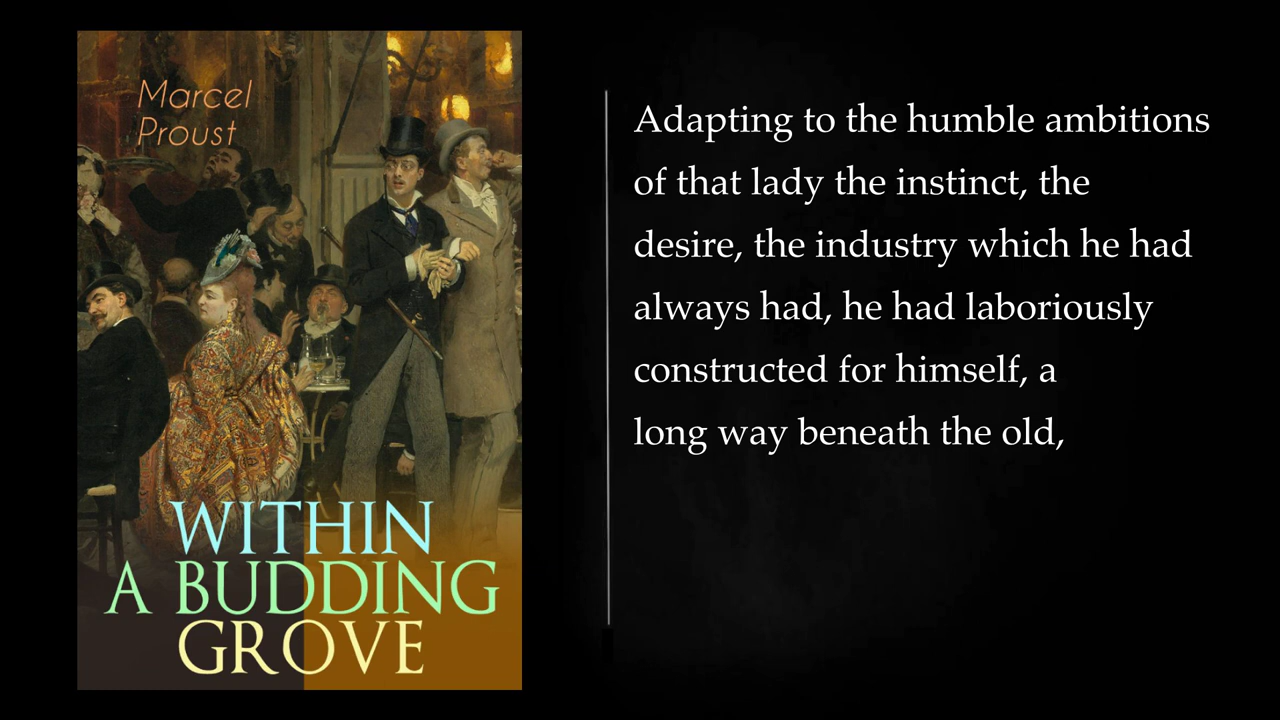 Marcel
Proust
WITHIN
A BUDDING
GROVE
Adapting to the humble ambitions
of that lady the instinct, the
desire, the industry which he had
always had, he had laboriously
constructed for himself, a
long way beneath the old,